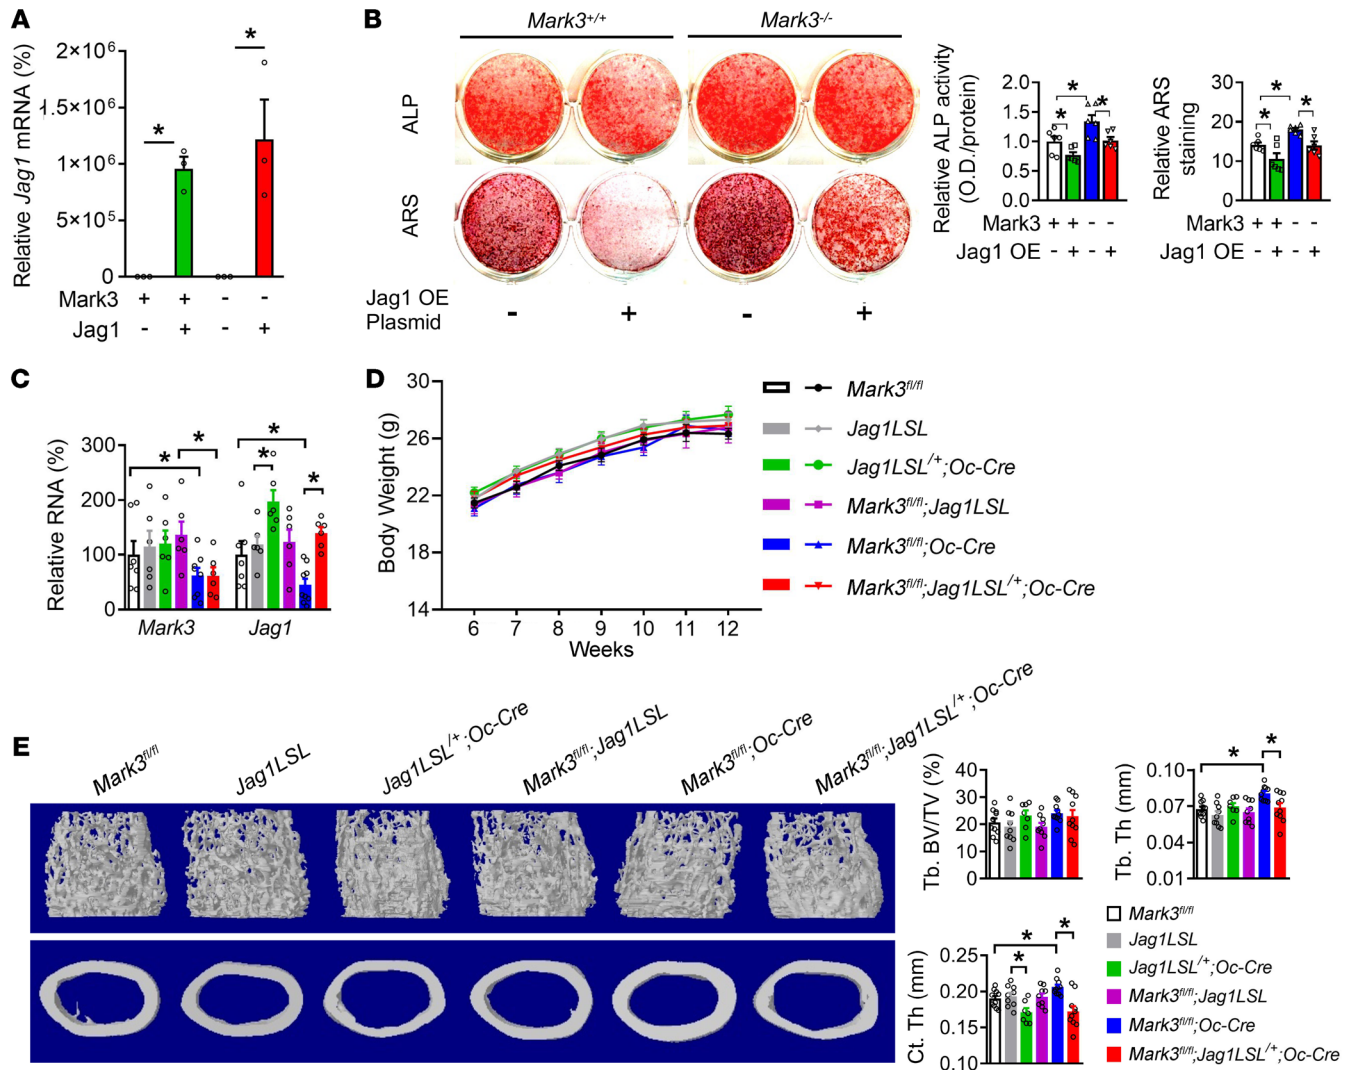 A
Relative Jag1 mRNA (%)
2×10⁶
1.5×10⁶
1×10⁶
5×10⁵
0
* *
Mark3 + + - -
Jag1 - + - +
B
Mark3+/+ Mark3-/-
ALP
ARS
Jag1 OE
Plasmid - + - +
Relative ALP activity
(O.D./protein)
2.0
1.5
1.0
0.5
0.0
* * *
Mark3 + + - -
Jag1 OE - + - +
Relative ARS
staining
30
20
10
0
* * *
Mark3 + + - -
Jag1 OE - + - +
C
Relative RNA (%)
300
200
100
0
* * * * *
Mark3 Jag1
D
Body Weight (g)
30
26
22
18
14
6 7 8 9 10 11 12
Weeks
Mark3fl/fl
Jag1LSL
Jag1LSL/+;Oc-Cre
Mark3fl/fl;Jag1LSL
Mark3fl/fl;Oc-Cre
Mark3fl/fl;Jag1LSL/+;Oc-Cre
E
Mark3fl/fl
Jag1LSL
Jag1LSL/+;Oc-Cre
Mark3fl/fl;Jag1LSL
Mark3fl/fl;Oc-Cre
Mark3fl/fl;Jag1LSL/+;Oc-Cre
Tb. BV/TV (%)
40
30
20
10
0
Tb. Th (mm)
0.10
0.07
0.04
0.01
* *
Ct. Th (mm)
0.25
0.20
0.15
0.10
* * *
Mark3fl/fl
Jag1LSL
Jag1LSL/+;Oc-Cre
Mark3fl/fl;Jag1LSL
Mark3fl/fl;Oc-Cre
Mark3fl/fl;Jag1LSL/+;Oc-Cre